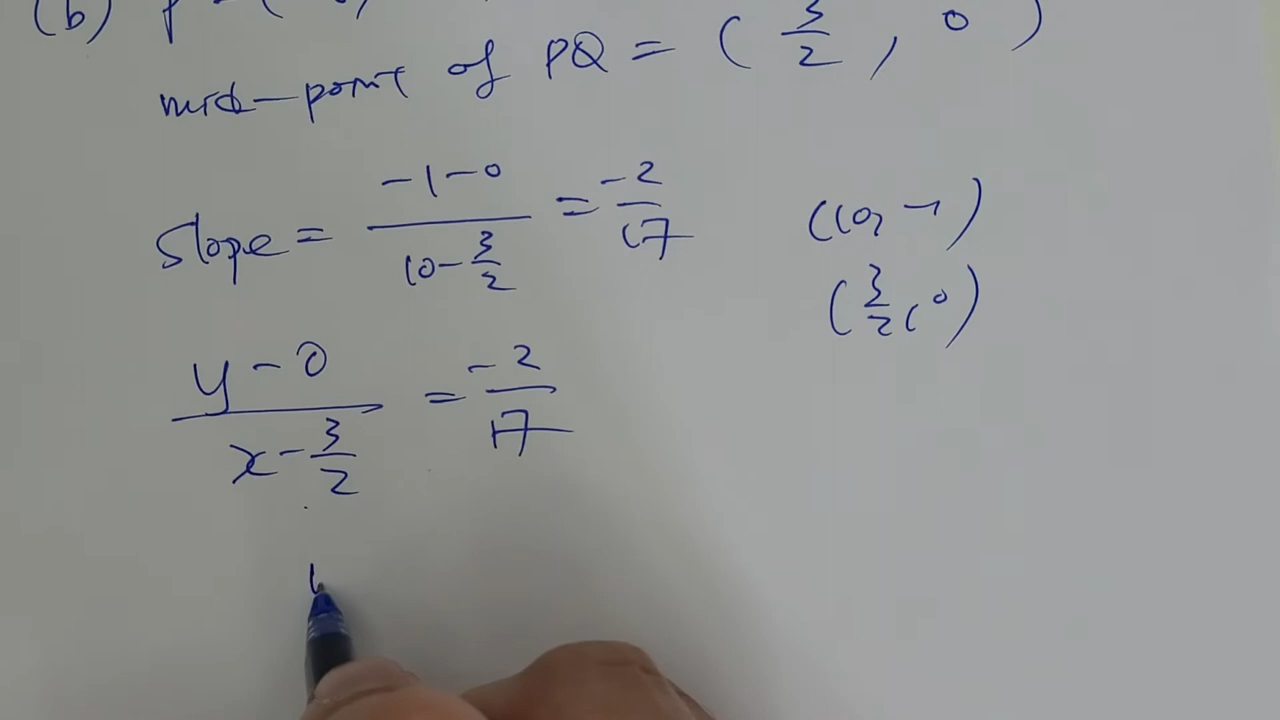 (b) P = (
mid-point of PQ = ( 3/2 , 0 )
slope = (-1-0)/(10-3/2) = -2/17
(10, -1)
(3/2, 0)
(y-0)/(x-3/2) = -2/17